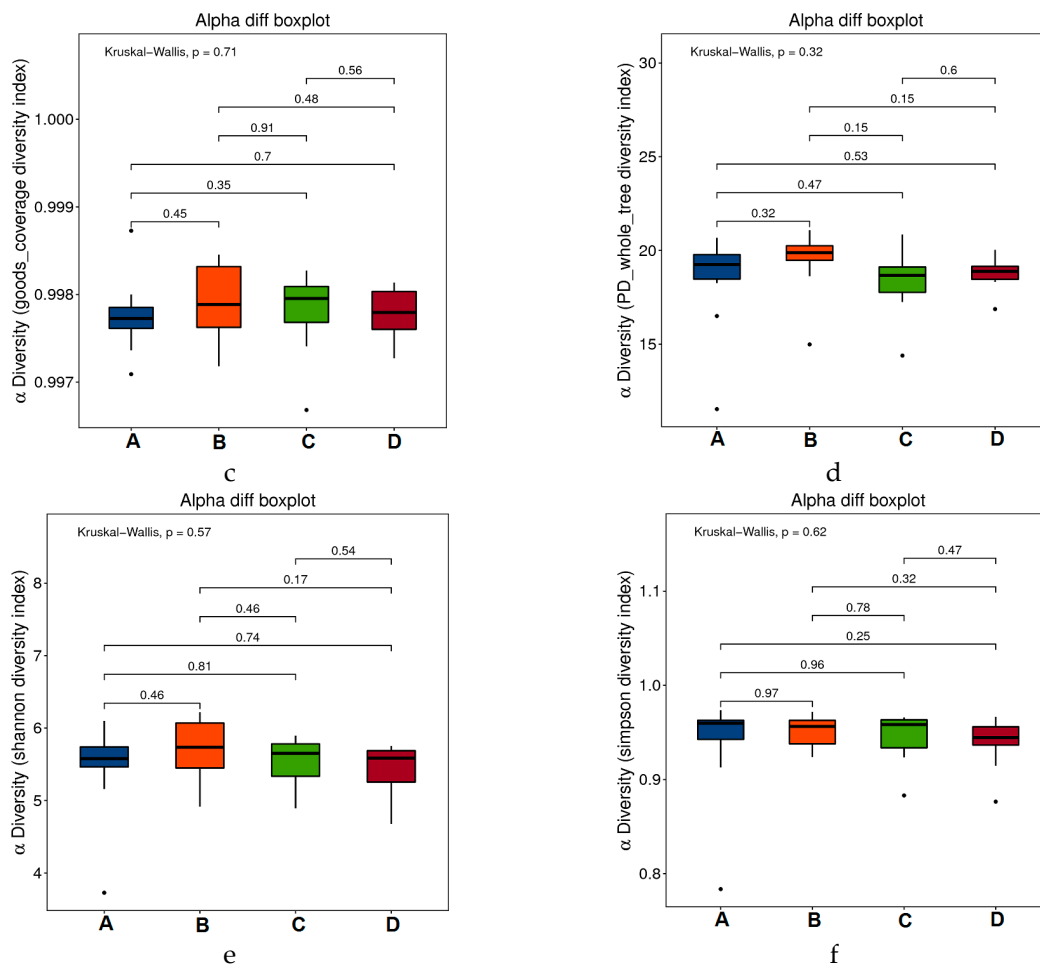 Alpha diff boxplot
Kruskal−Wallis, p = 0.71
0.56
0.48
0.91
0.7
0.35
0.45
1.000
0.999
0.998
0.997
α Diversity (goods_coverage diversity index)
A B C D
c
Alpha diff boxplot
Kruskal−Wallis, p = 0.32
0.6
0.15
0.15
0.53
0.47
0.32
30
25
20
15
α Diversity (PD_whole_tree diversity index)
A B C D
d
Alpha diff boxplot
Kruskal−Wallis, p = 0.57
0.54
0.17
0.46
0.74
0.81
0.46
8
7
6
5
4
α Diversity (shannon diversity index)
A B C D
e
Alpha diff boxplot
Kruskal−Wallis, p = 0.62
0.47
0.32
0.78
0.25
0.96
0.97
1.1
1.0
0.9
0.8
α Diversity (simpson diversity index)
A B C D
f